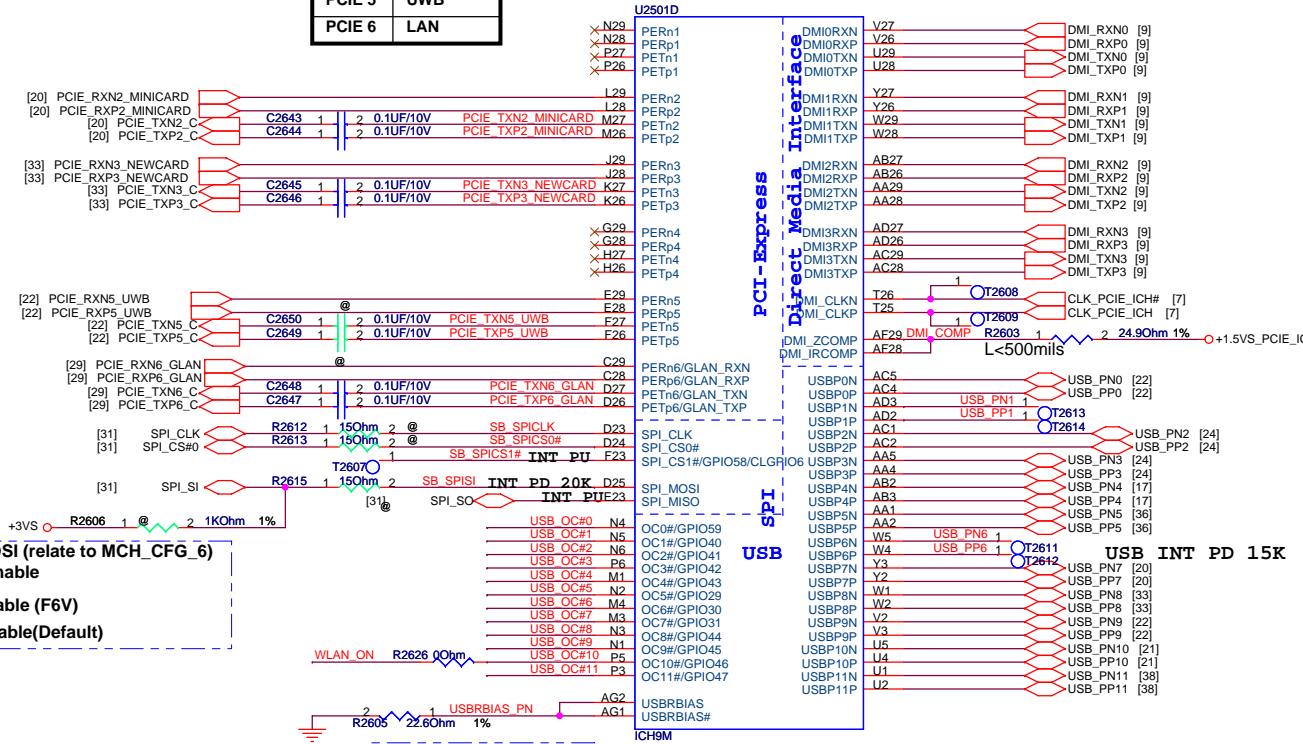 PCIE 5 UWB
PCIE 6 LAN
U2501D
N29 PERn1
N28 PERp1
P27 PETn1
P26 PETp1
[20] PCIE_RXN2_MINICARD L29 PERn2
[20] PCIE_RXP2_MINICARD L28 PERp2
[20] PCIE_TXN2_C C2643 1 2 0.1UF/10V PCIE_TXN2_MINICARD M27 PETn2
[20] PCIE_TXP2_C C2644 1 2 0.1UF/10V PCIE_TXP2_MINICARD M26 PETp2
[33] PCIE_RXN3_NEWCARD J29 PERn3
[33] PCIE_RXP3_NEWCARD J28 PERp3
[33] PCIE_TXN3_C C2645 1 2 0.1UF/10V PCIE_TXN3_NEWCARD K27 PETn3
[33] PCIE_TXP3_C C2646 1 2 0.1UF/10V PCIE_TXP3_NEWCARD K26 PETp3
G29 PERn4
G28 PERp4
H27 PETn4
H26 PETp4
[22] PCIE_RXN5_UWB E29 PERn5
[22] PCIE_RXP5_UWB @ E28 PERp5
[22] PCIE_TXN5_C C2650 1 2 0.1UF/10V PCIE_TXN5_UWB F27 PETn5
[22] PCIE_TXP5_C C2649 1 2 0.1UF/10V PCIE_TXP5_UWB F26 PETp5
@
[29] PCIE_RXN6_GLAN C29 PERn6/GLAN_RXN
[29] PCIE_RXP6_GLAN C28 PERp6/GLAN_RXP
[29] PCIE_TXN6_C C2648 1 2 0.1UF/10V PCIE_TXN6_GLAN D27 PETn6/GLAN_TXN
[29] PCIE_TXP6_C C2647 1 2 0.1UF/10V PCIE_TXP6_GLAN D26 PETp6/GLAN_TXP
[31] SPI_CLK R2612 1 15Ohm 2 @ SB_SPICLK D23 SPI_CLK
[31] SPI_CS#0 R2613 1 15Ohm 2 @ SB_SPICS0# D24 SPI_CS0#
T2607 1 SB_SPICS1# INT PU F23 SPI_CS1#/GPIO58/CLGPIO6
[31] SPI_SI R2615 1 15Ohm 2 SB_SPISI INT PD 20K D25 SPI_MOSI
[31] @ SPI_SO INT PU E23 SPI_MISO
+3VS R2606 1 @ 2 1KOhm 1%
OSI (relate to MCH_CFG_6)
able (F6V)
able(Default)
USB_OC#0 N4 OC0#/GPIO59
USB_OC#1 N5 OC1#/GPIO40
USB_OC#2 N6 OC2#/GPIO41
USB_OC#3 P6 OC3#/GPIO42
USB_OC#4 M1 OC4#/GPIO43
USB_OC#5 N2 OC5#/GPIO29
USB_OC#6 M4 OC6#/GPIO30
USB_OC#7 M3 OC7#/GPIO31
USB_OC#8 N3 OC8#/GPIO44
USB_OC#9 N1 OC9#/GPIO45
WLAN_ON R2626 0Ohm USB_OC#10 P5 OC10#/GPIO46
USB_OC#11 P3 OC11#/GPIO47
AG2 USBRBIAS
2 1 USBRBIAS_PN AG1 USBRBIAS#
R2605 22.6Ohm 1%
ICH9M
PCI-Express
Direct Media Interface
SPI
USB
DMI0RXN V27 DMI_RXN0 [9]
DMI0RXP V26 DMI_RXP0 [9]
DMI0TXN U29 DMI_TXN0 [9]
DMI0TXP U28 DMI_TXP0 [9]
DMI1RXN Y27 DMI_RXN1 [9]
DMI1RXP Y26 DMI_RXP1 [9]
DMI1TXN W29 DMI_TXN1 [9]
DMI1TXP W28 DMI_TXP1 [9]
DMI2RXN AB27 DMI_RXN2 [9]
DMI2RXP AB26 DMI_RXP2 [9]
DMI2TXN AA29 DMI_TXN2 [9]
DMI2TXP AA28 DMI_TXP2 [9]
DMI3RXN AD27 DMI_RXN3 [9]
DMI3RXP AD26 DMI_RXP3 [9]
DMI3TXN AC29 DMI_TXN3 [9]
DMI3TXP AC28 DMI_TXP3 [9]
1 T2608
DMI_CLKN T26 CLK_PCIE_ICH# [7]
DMI_CLKP T25 CLK_PCIE_ICH [7]
1 T2609
DMI_ZCOMP AF29 DMI_COMP R2603 1 2 24.9Ohm 1% +1.5VS_PCIE_IC
DMI_IRCOMP AF28 L<500mils
USBP0N AC5 USB_PN0 [22]
USBP0P AC4 USB_PP0 [22]
USBP1N AD3 USB_PN1 1 T2613
USBP1P AD2 USB_PP1 1 T2614
USBP2N AC1 USB_PN2 [24]
USBP2P AC2 USB_PP2 [24]
USBP3N AA5 USB_PN3 [24]
USBP3P AA4 USB_PP3 [24]
USBP4N AB2 USB_PN4 [17]
USBP4P AB3 USB_PP4 [17]
USBP5N AA1 USB_PN5 [36]
USBP5P AA2 USB_PP5 [36]
USBP6N W5 USB_PN6 1 T2611
USBP6P W4 USB_PP6 1 T2612
USB INT PD 15K
USBP7N Y3 USB_PN7 [20]
USBP7P Y2 USB_PP7 [20]
USBP8N W1 USB_PN8 [33]
USBP8P W2 USB_PP8 [33]
USBP9N V2 USB_PN9 [22]
USBP9P V3 USB_PP9 [22]
USBP10N U5 USB_PN10 [21]
USBP10P U4 USB_PP10 [21]
USBP11N U1 USB_PN11 [38]
USBP11P U2 USB_PP11 [38]